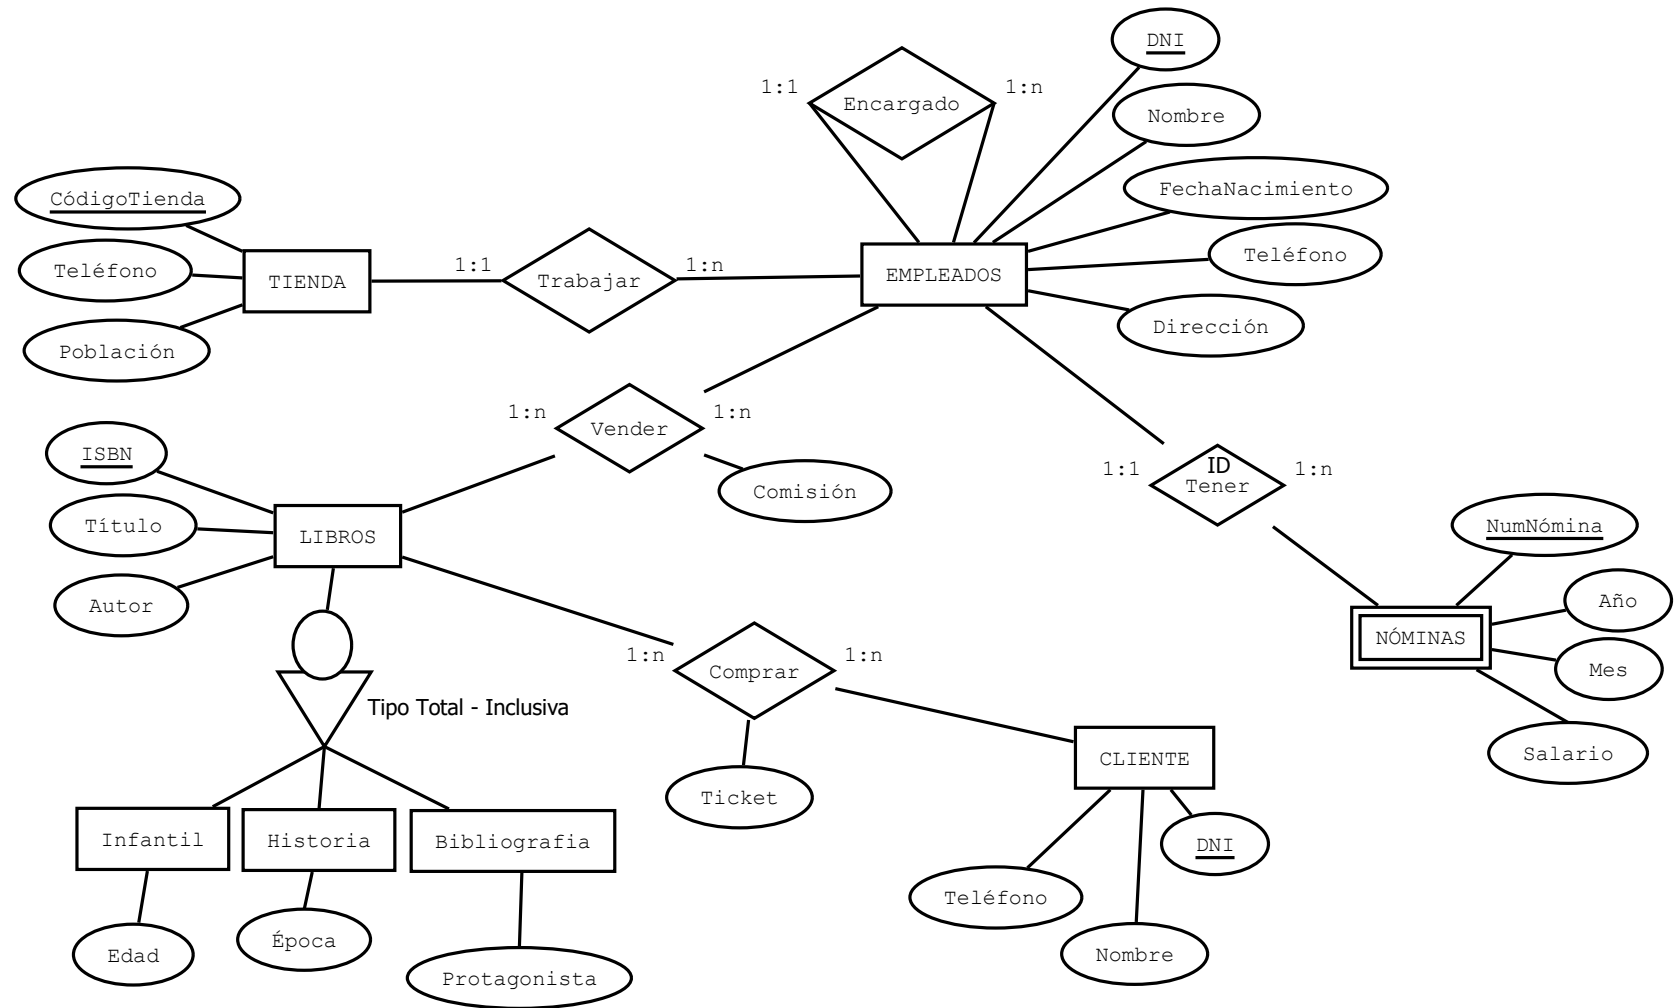 DNI
1:1
Encargado
1:n
Nombre
FechaNacimiento
CódigoTienda
Teléfono
Teléfono
TIENDA
1:1
Trabajar
1:n
EMPLEADOS
Población
Dirección
1:n
Vender
1:n
ISBN
Comisión
1:1
ID
Tener
1:n
Título
LIBROS
NumNómina
Autor
Año
NÓMINAS
Mes
1:n
Comprar
1:n
Tipo Total - Inclusiva
CLIENTE
Salario
Ticket
Infantil
Historia
Bibliografia
DNI
Teléfono
Época
Edad
Nombre
Protagonista